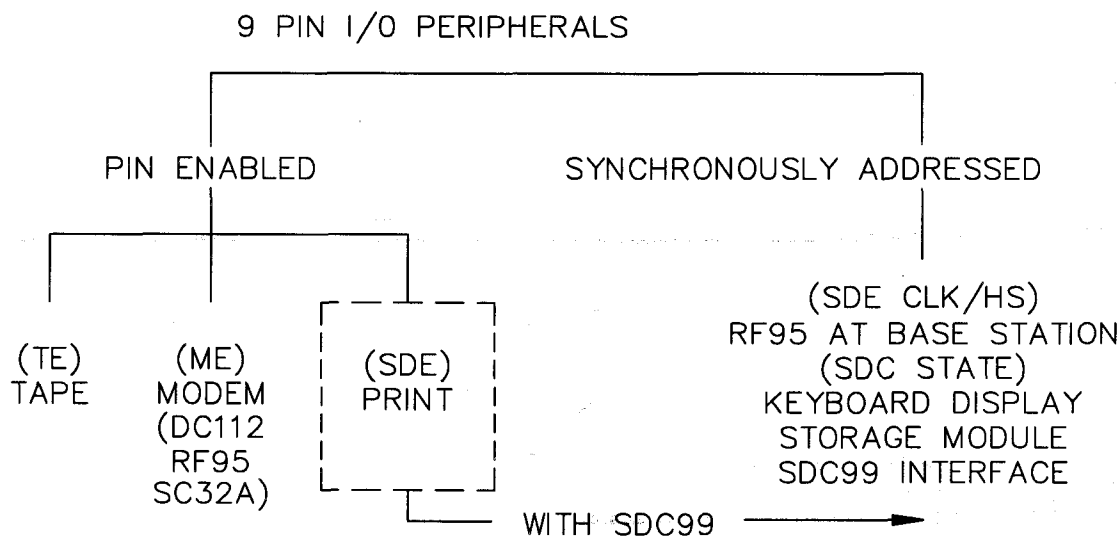 9 PIN I/O PERIPHERALS
PIN ENABLED
SYNCHRONOUSLY ADDRESSED
(TE)
TAPE
(ME)
MODEM
(DC112
RF95
SC32A)
(SDE)
PRINT
(SDE CLK/HS)
RF95 AT BASE STATION
(SDC STATE)
KEYBOARD DISPLAY
STORAGE MODULE
SDC99 INTERFACE
WITH SDC99